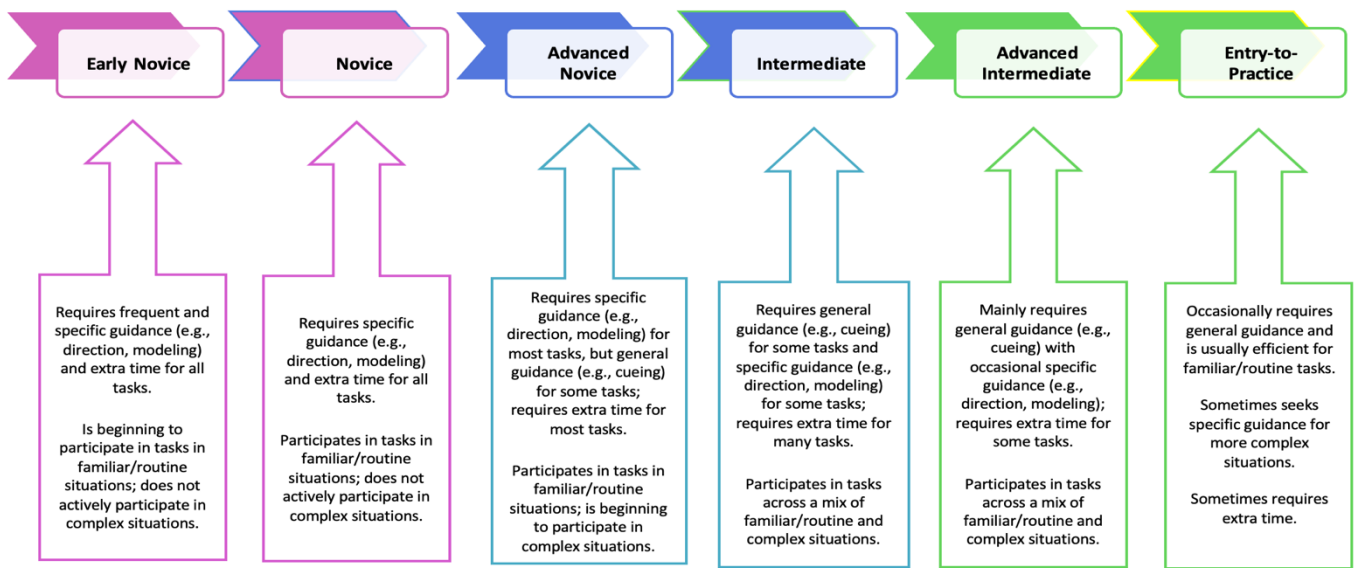 Early Novice
Novice
Advanced
Novice
Intermediate
Advanced
Intermediate
Entry-to-
Practice
Requires frequent and
specific guidance (e.g.,
direction, modeling)
and extra time for all
tasks.
Is beginning to
participate in tasks in
familiar/routine
situations; does not
actively participate in
complex situations.
Requires specific
guidance (e.g.,
direction, modeling)
and extra time for all
tasks.
Participates in tasks in
familiar/routine
situations; does not
actively participate in
complex situations.
Requires specific
guidance (e.g.,
direction, modeling) for
most tasks, but general
guidance (e.g., cueing)
for some tasks;
requires extra time for
most tasks.
Participates in tasks in
familiar/routine
situations; is beginning
to participate in
complex situations.
Requires general
guidance (e.g., cueing)
for some tasks and
specific guidance (e.g.,
direction, modeling)
for some tasks;
requires extra time for
many tasks.
Participates in tasks
across a mix of
familiar/routine and
complex situations.
Mainly requires
general guidance (e.g.,
cueing) with
occasional specific
guidance (e.g.,
direction, modeling);
requires extra time for
some tasks.
Participates in tasks
across a mix of
familiar/routine and
complex situations.
Occasionally requires
general guidance and
is usually efficient for
familiar/routine tasks.
Sometimes seeks
specific guidance for
more complex
situations.
Sometimes requires
extra time.